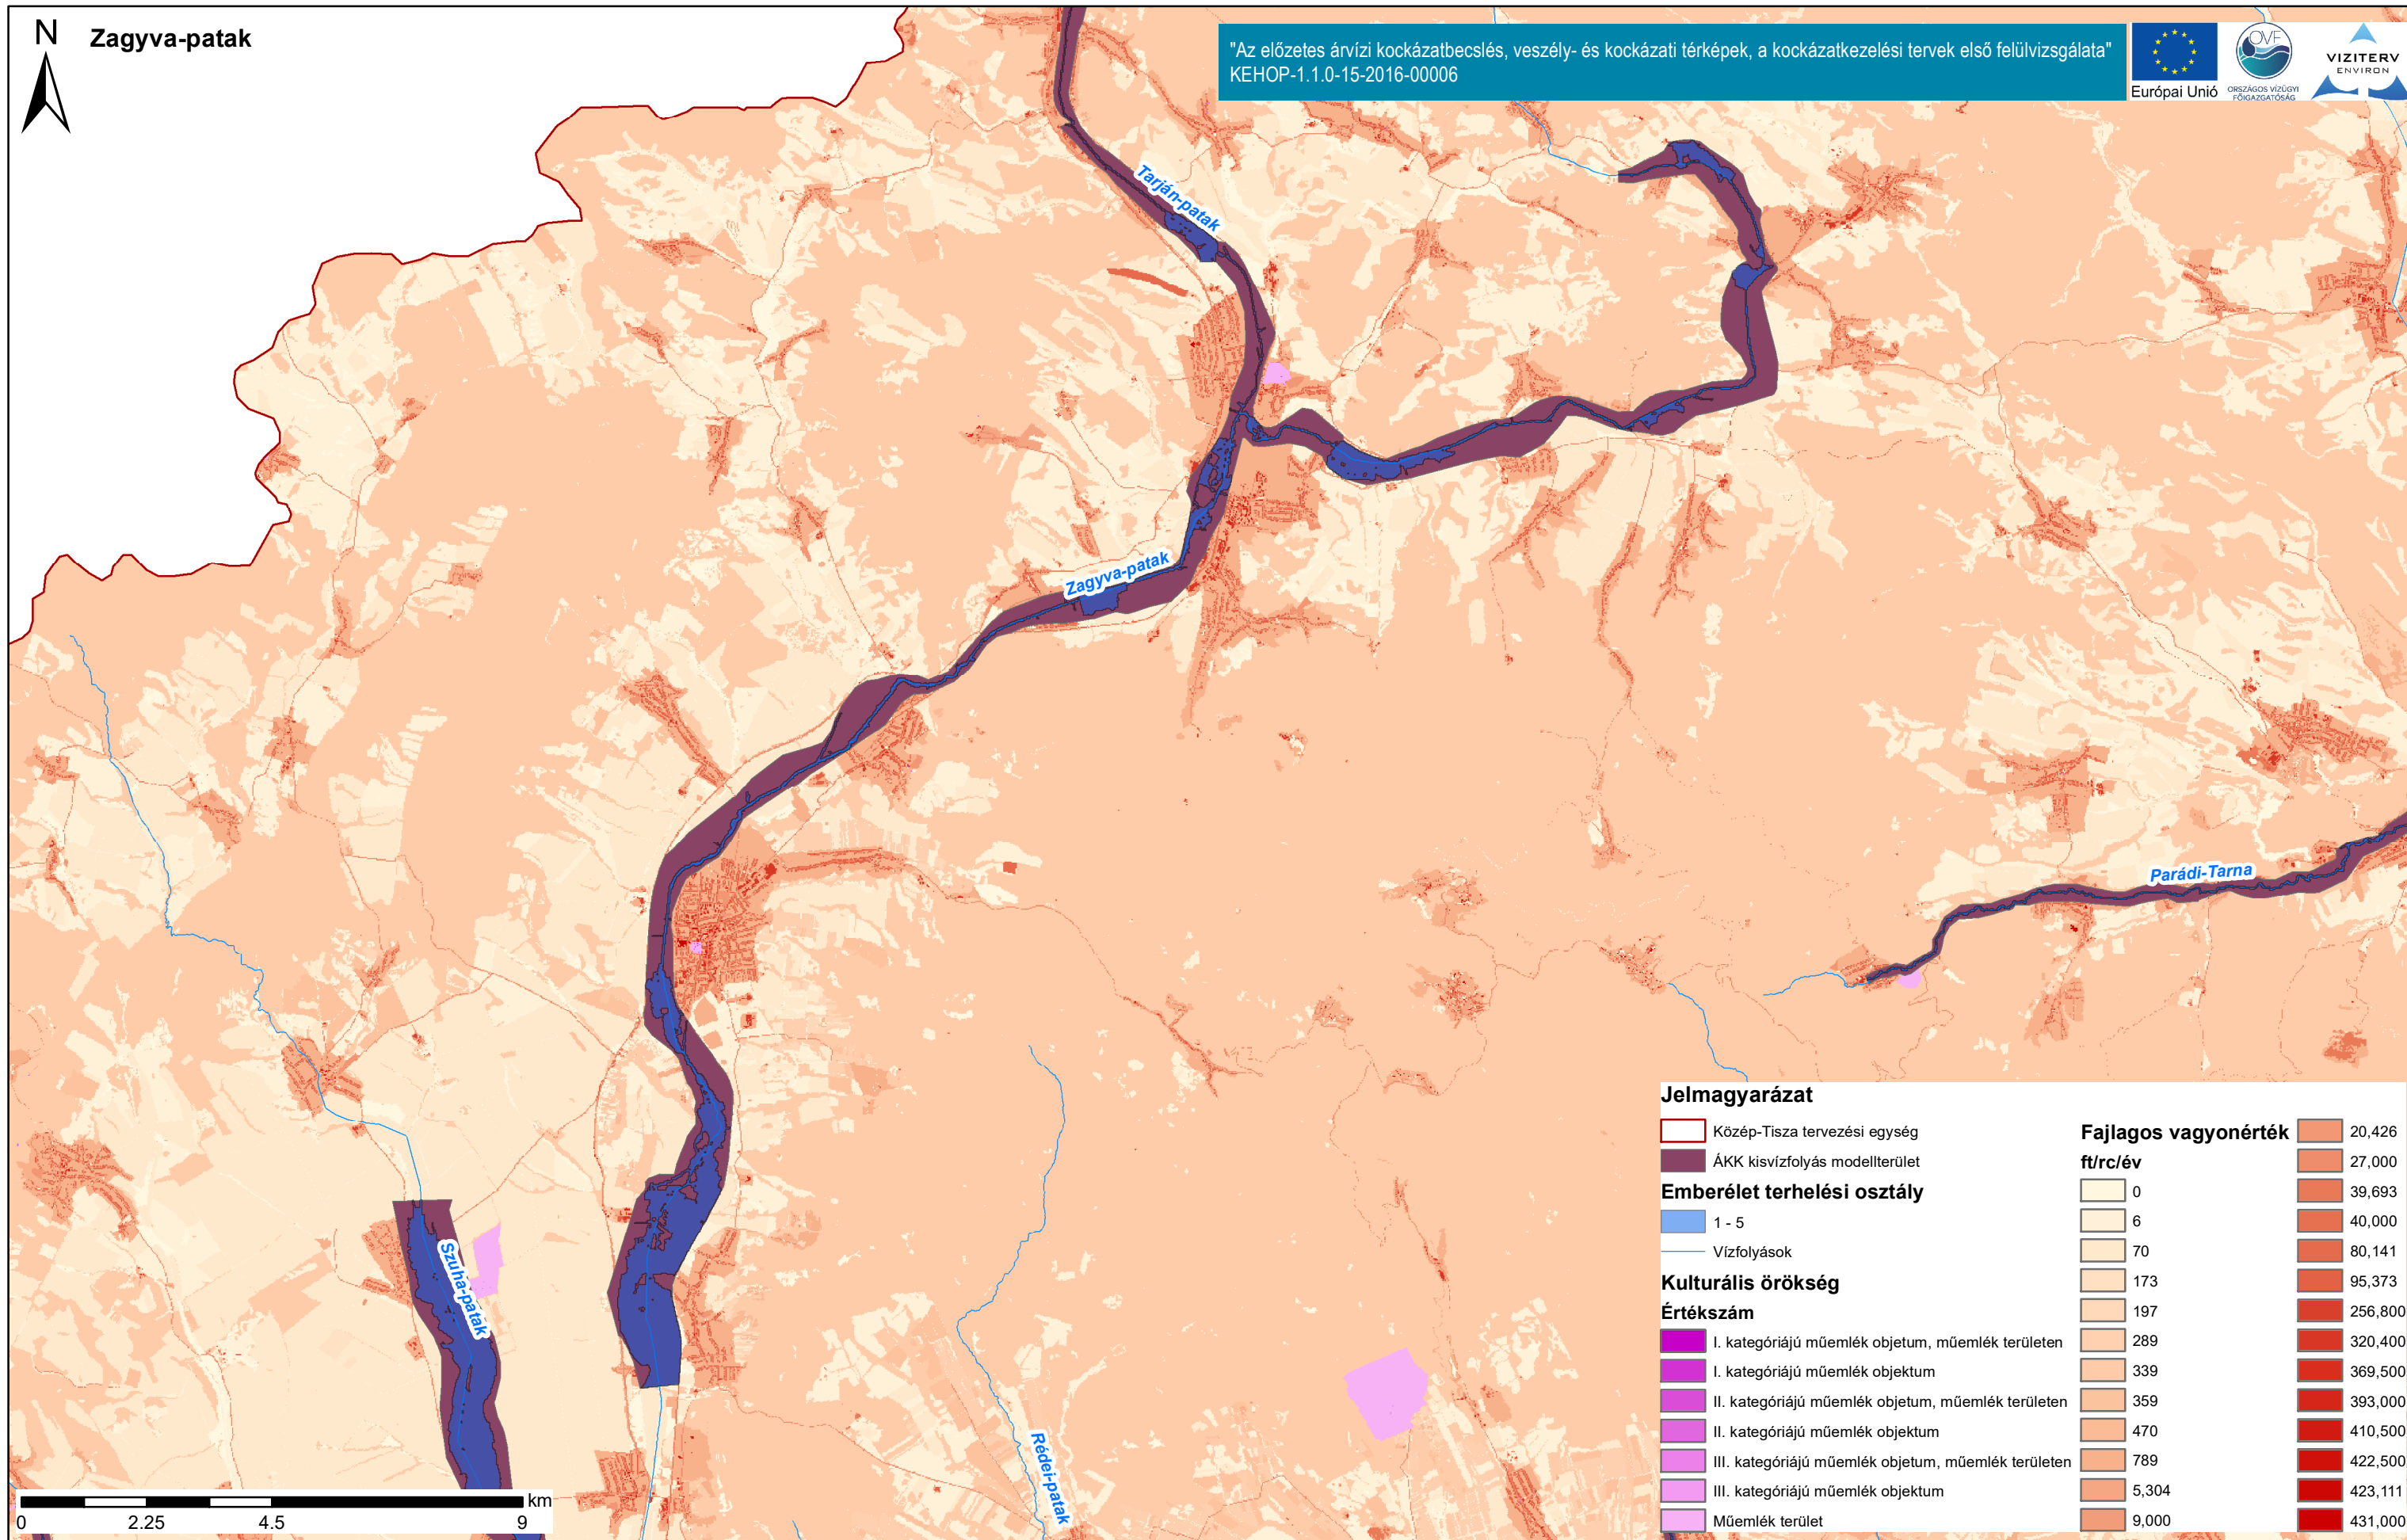 N
Zagyva-patak
"Az előzetes árvízi kockázatbecslés, veszély- és kockázati térképek, a kockázatkezelési tervek első felülvizsgálata"
KEHOP-1.1.0-15-2016-00006
Európai Unió
OVF
ORSZÁGOS VÍZÜGYI
FŐIGAZGATÓSÁG
VIZITERV
ENVIRON
Tarján-patak
Zagyva-patak
Parádi-Tarna
Szuha-patak
Rédei-patak
km
0
2.25
4.5
9
Jelmagyarázat
Közép-Tisza tervezési egység
ÁKK kisvízfolyás modellterület
Emberélet terhelési osztály
1 - 5
Vízfolyások
Kulturális örökség
Értékszám
I. kategóriájú műemlék objetum, műemlék területen
I. kategóriájú műemlék objektum
II. kategóriájú műemlék objetum, műemlék területen
II. kategóriájú műemlék objektum
III. kategóriájú műemlék objetum, műemlék területen
III. kategóriájú műemlék objektum
Műemlék terület
Fajlagos vagyonérték
ft/rc/év
0
6
70
173
197
289
339
359
470
789
5,304
9,000
20,426
27,000
39,693
40,000
80,141
95,373
256,800
320,400
369,500
393,000
410,500
422,500
423,111
431,000